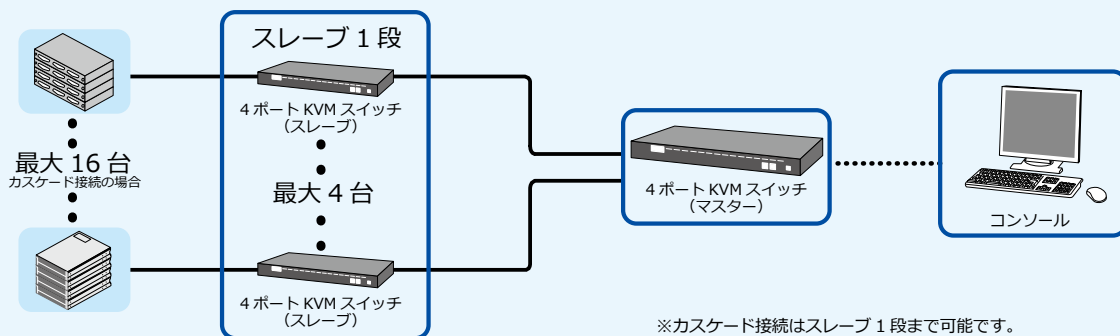 スレーブ 1 段
4 ポート KVM スイッチ
（スレーブ）
最大 16 台
カスケード接続の場合
最大 4 台
4 ポート KVM スイッチ
（スレーブ）
4 ポート KVM スイッチ
（マスター）
コンソール
※カスケード接続はスレーブ 1 段まで可能です。